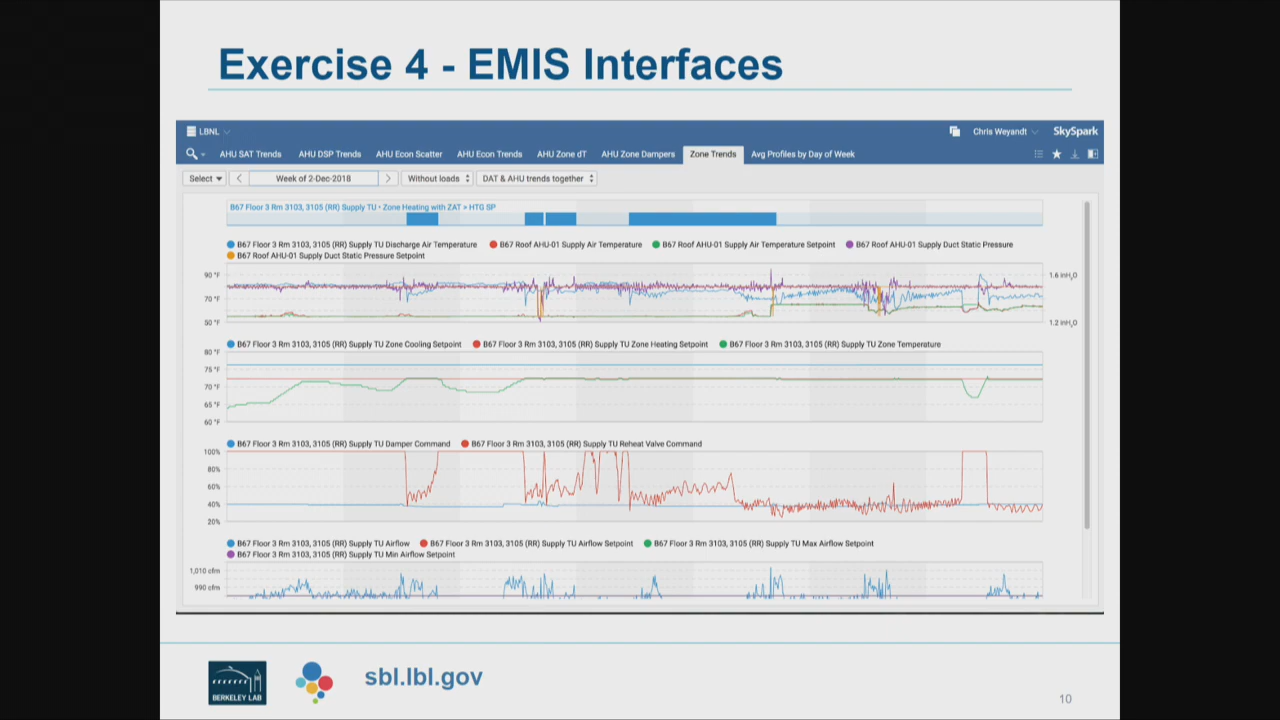 Exercise 4 - EMIS Interfaces
LBNL
Chris Weyandt
SkySpark
AHU SAT Trends
AHU DSP Trends
AHU Econ Scatter
AHU Econ Trends
AHU Zone dT
AHU Zone Dampers
Zone Trends
Avg Profiles by Day of Week
Select
Week of 2-Dec-2018
Without loads
DAT & AHU trends together
B67 Floor 3 Rm 3103, 3105 (RR) Supply TU • Zone Heating with ZAT > HTG SP
B67 Floor 3 Rm 3103, 3105 (RR) Supply TU Discharge Air Temperature
B67 Roof AHU-01 Supply Air Temperature
B67 Roof AHU-01 Supply Air Temperature Setpoint
B67 Roof AHU-01 Supply Duct Static Pressure
B67 Roof AHU-01 Supply Duct Static Pressure Setpoint
90 °F
1.6 inH₂O
70 °F
50 °F
1.2 inH₂O
B67 Floor 3 Rm 3103, 3105 (RR) Supply TU Zone Cooling Setpoint
B67 Floor 3 Rm 3103, 3105 (RR) Supply TU Zone Heating Setpoint
B67 Floor 3 Rm 3103, 3105 (RR) Supply TU Zone Temperature
80 °F
75 °F
70 °F
65 °F
60 °F
B67 Floor 3 Rm 3103, 3105 (RR) Supply TU Damper Command
B67 Floor 3 Rm 3103, 3105 (RR) Supply TU Reheat Valve Command
100%
80%
60%
40%
20%
B67 Floor 3 Rm 3103, 3105 (RR) Supply TU Airflow
B67 Floor 3 Rm 3103, 3105 (RR) Supply TU Airflow Setpoint
B67 Floor 3 Rm 3103, 3105 (RR) Supply TU Max Airflow Setpoint
B67 Floor 3 Rm 3103, 3105 (RR) Supply TU Min Airflow Setpoint
1,010 cfm
990 cfm
BERKELEY LAB
sbl.lbl.gov
10